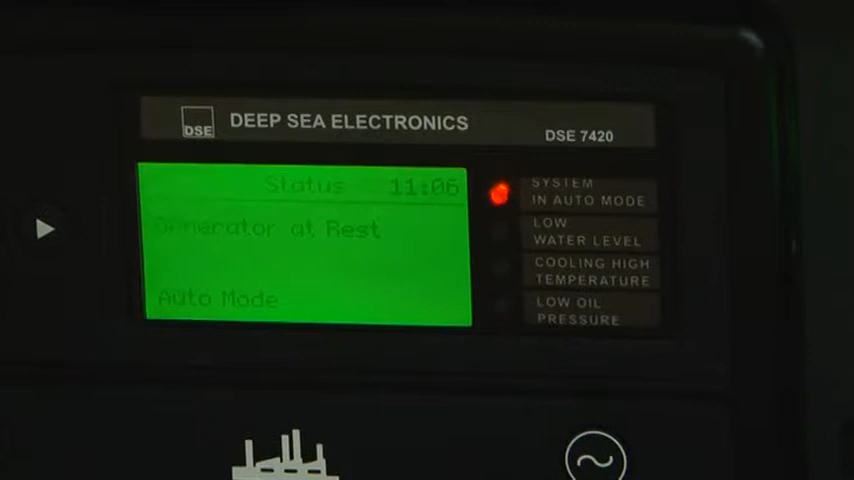 DSE
DEEP SEA ELECTRONICS
DSE 7420
Status 11:06
Generator at Rest
Auto Mode
SYSTEM
IN AUTO MODE
LOW
WATER LEVEL
COOLING HIGH
TEMPERATURE
LOW OIL
PRESSURE